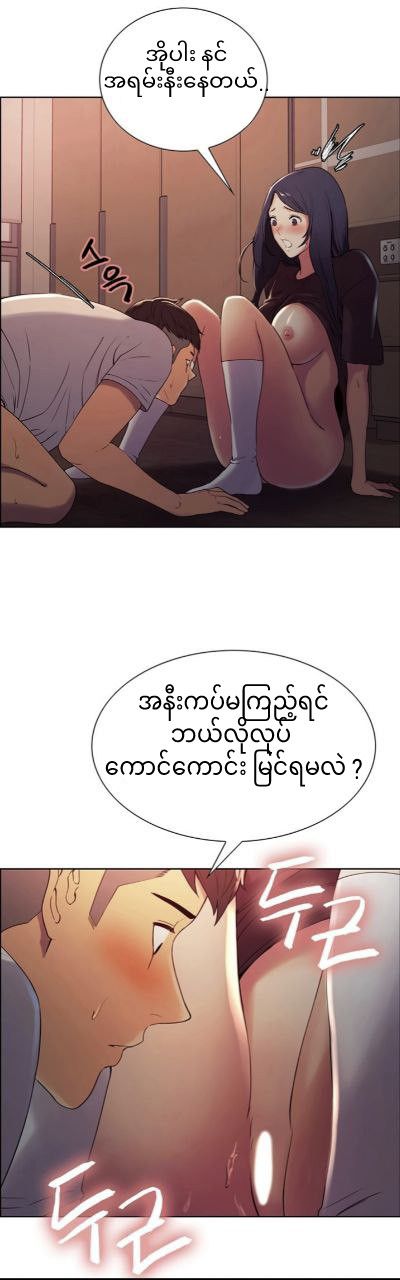 အိုပါး နင်
အရမ်းနီးနေတယ်..
스윽
အနီးကပ်မကြည့်ရင်
ဘယ်လိုလုပ်
ကောင်ကောင်း မြင်ရမလဲ ?
두근
두근